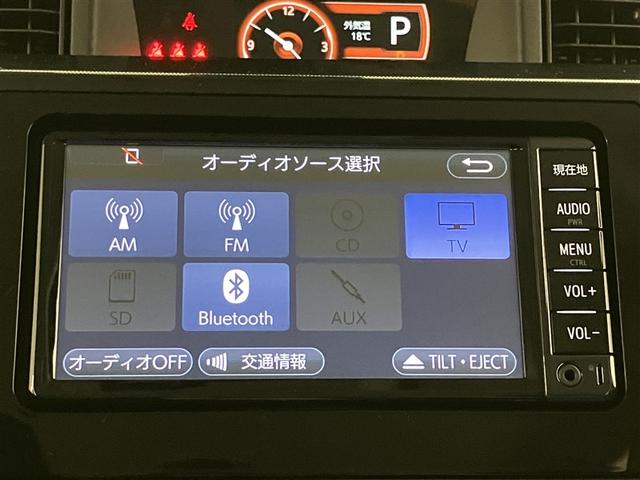 12
9
3
外気温
18℃
P
オーディオソース選択
AM
FM
CD
TV
SD
Bluetooth
AUX
オーディオOFF
交通情報
TILT・EJECT
現在地
AUDIO
PWR
MENU
CTRL
VOL+
VOL-